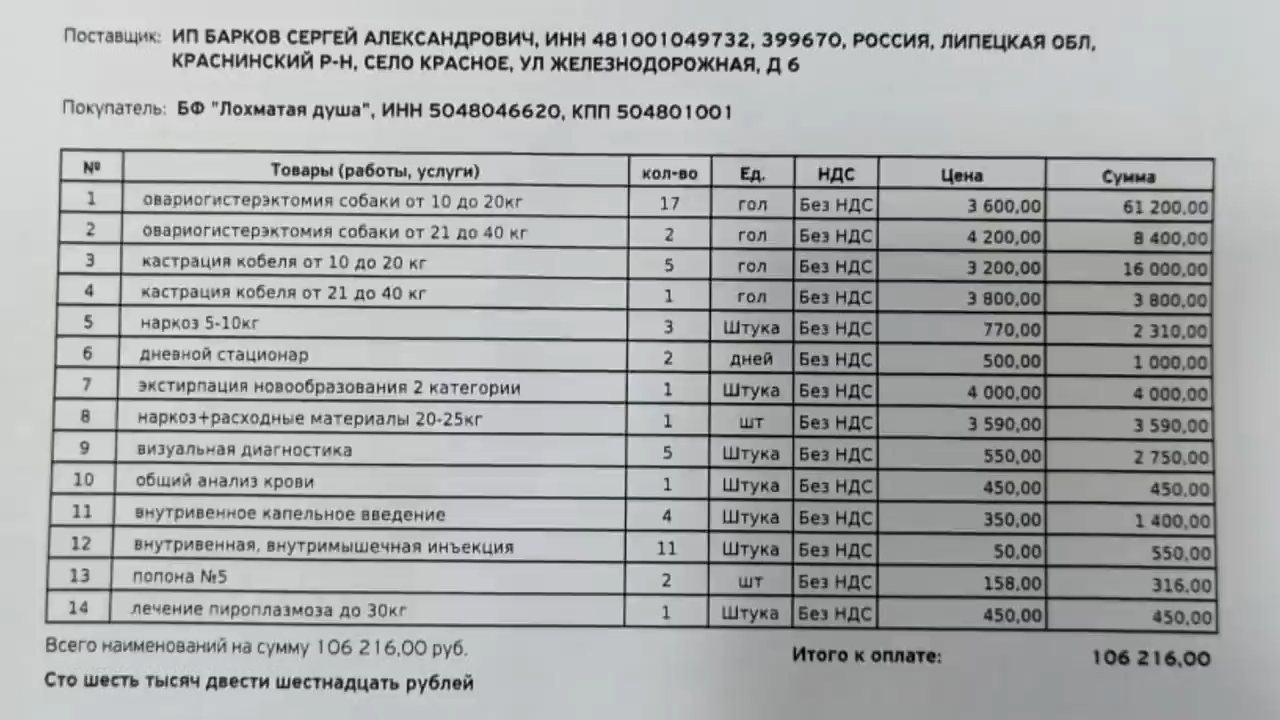 Поставщик: ИП БАРКОВ СЕРГЕЙ АЛЕКСАНДРОВИЧ, ИНН 481001049732, 399670, РОССИЯ, ЛИПЕЦКАЯ ОБЛ,
КРАСНИНСКИЙ Р-Н, СЕЛО КРАСНОЕ, УЛ ЖЕЛЕЗНОДОРОЖНАЯ, Д 6
Покупатель: БФ "Лохматая душа", ИНН 5048046620, КПП 504801001
№ Товары (работы, услуги) кол-во Ед. НДС Цена Сумма
1 овариогистерэктомия собаки от 10 до 20кг 17 гол Без НДС 3 600,00 61 200,00
2 овариогистерэктомия собаки от 21 до 40 кг 2 гол Без НДС 4 200,00 8 400,00
3 кастрация кобеля от 10 до 20 кг 5 гол Без НДС 3 200,00 16 000,00
4 кастрация кобеля от 21 до 40 кг 1 гол Без НДС 3 800,00 3 800,00
5 наркоз 5-10кг 3 Штука Без НДС 770,00 2 310,00
6 дневной стационар 2 дней Без НДС 500,00 1 000,00
7 экстирпация новообразования 2 категории 1 Штука Без НДС 4 000,00 4 000,00
8 наркоз+расходные материалы 20-25кг 1 шт Без НДС 3 590,00 3 590,00
9 визуальная диагностика 5 Штука Без НДС 550,00 2 750,00
10 общий анализ крови 1 Штука Без НДС 450,00 450,00
11 внутривенное капельное введение 4 Штука Без НДС 350,00 1 400,00
12 внутривенная, внутримышечная инъекция 11 Штука Без НДС 50,00 550,00
13 попона №5 2 шт Без НДС 158,00 316,00
14 лечение пироплазмоза до 30кг 1 Штука Без НДС 450,00 450,00
Всего наименований на сумму 106 216,00 руб.
Итого к оплате: 106 216,00
Сто шесть тысяч двести шестнадцать рублей